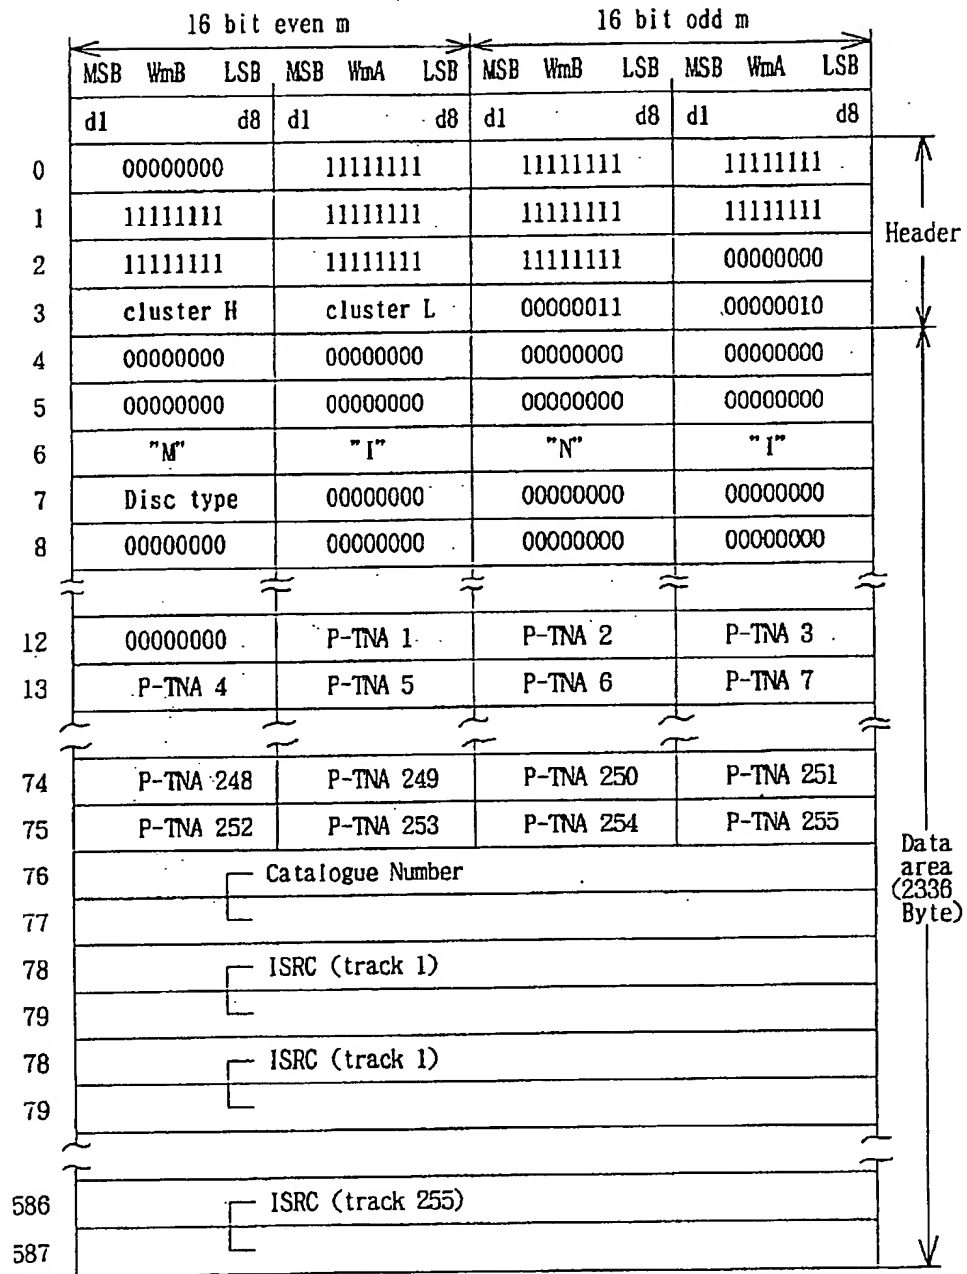 16 bit even m 16 bit odd m
MSB WmB LSB MSB WmA LSB MSB WmB LSB MSB WmA LSB
d1 d8 d1 d8 d1 d8 d1 d8
0 00000000 11111111 11111111 11111111
1 11111111 11111111 11111111 11111111
Header
2 11111111 11111111 11111111 00000000
3 cluster H cluster L 00000011 00000010
4 00000000 00000000 00000000 00000000
5 00000000 00000000 00000000 00000000
6 "M" "I" "N" "I"
7 Disc type 00000000 00000000 00000000
8 00000000 00000000 00000000 00000000
12 00000000 P-TNA 1 P-TNA 2 P-TNA 3
13 P-TNA 4 P-TNA 5 P-TNA 6 P-TNA 7
74 P-TNA 248 P-TNA 249 P-TNA 250 P-TNA 251
75 P-TNA 252 P-TNA 253 P-TNA 254 P-TNA 255
Data
area
(2336
Byte)
76 Catalogue Number
77
78 ISRC (track 1)
79
78 ISRC (track 1)
79
586 ISRC (track 255)
587